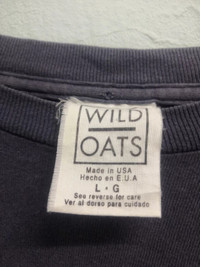 WILD
OATS
Made in USA
Hecho en E.U.A
L • G
See reverse for care
Ver al dorso para cuidado